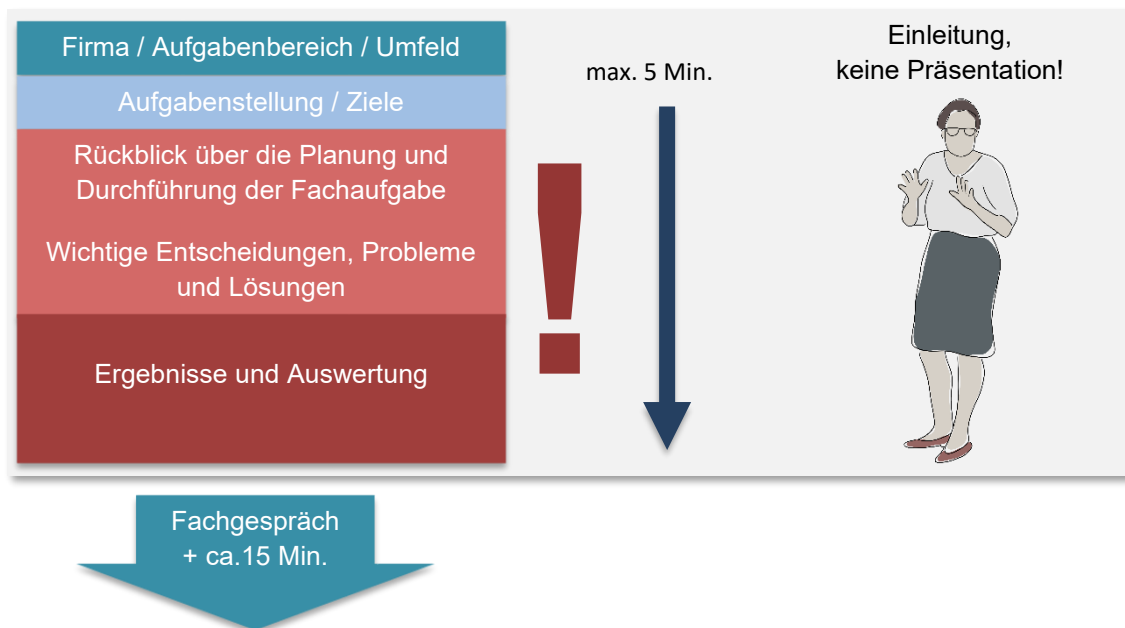 Firma / Aufgabenbereich / Umfeld
Aufgabenstellung / Ziele
Rückblick über die Planung und
Durchführung der Fachaufgabe
Wichtige Entscheidungen, Probleme
und Lösungen
Ergebnisse und Auswertung
!
max. 5 Min.
Einleitung,
keine Präsentation!
Fachgespräch
+ ca.15 Min.